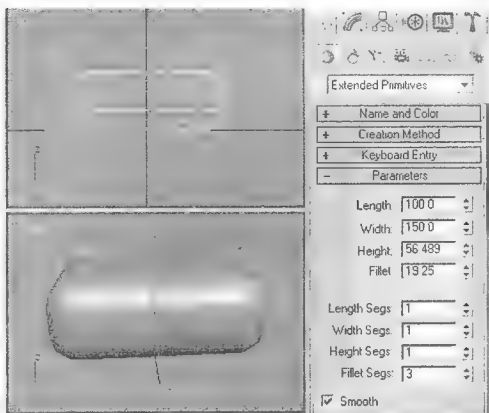 Extended Primitives
+ Name and Color
+ Creation Method
+ Keyboard Entry
- Parameters
Length: 100.0
Width: 150.0
Height: 56.489
Fillet: 19.25
Length Segs: 1
Width Segs: 1
Height Segs: 1
Fillet Segs: 3
Smooth